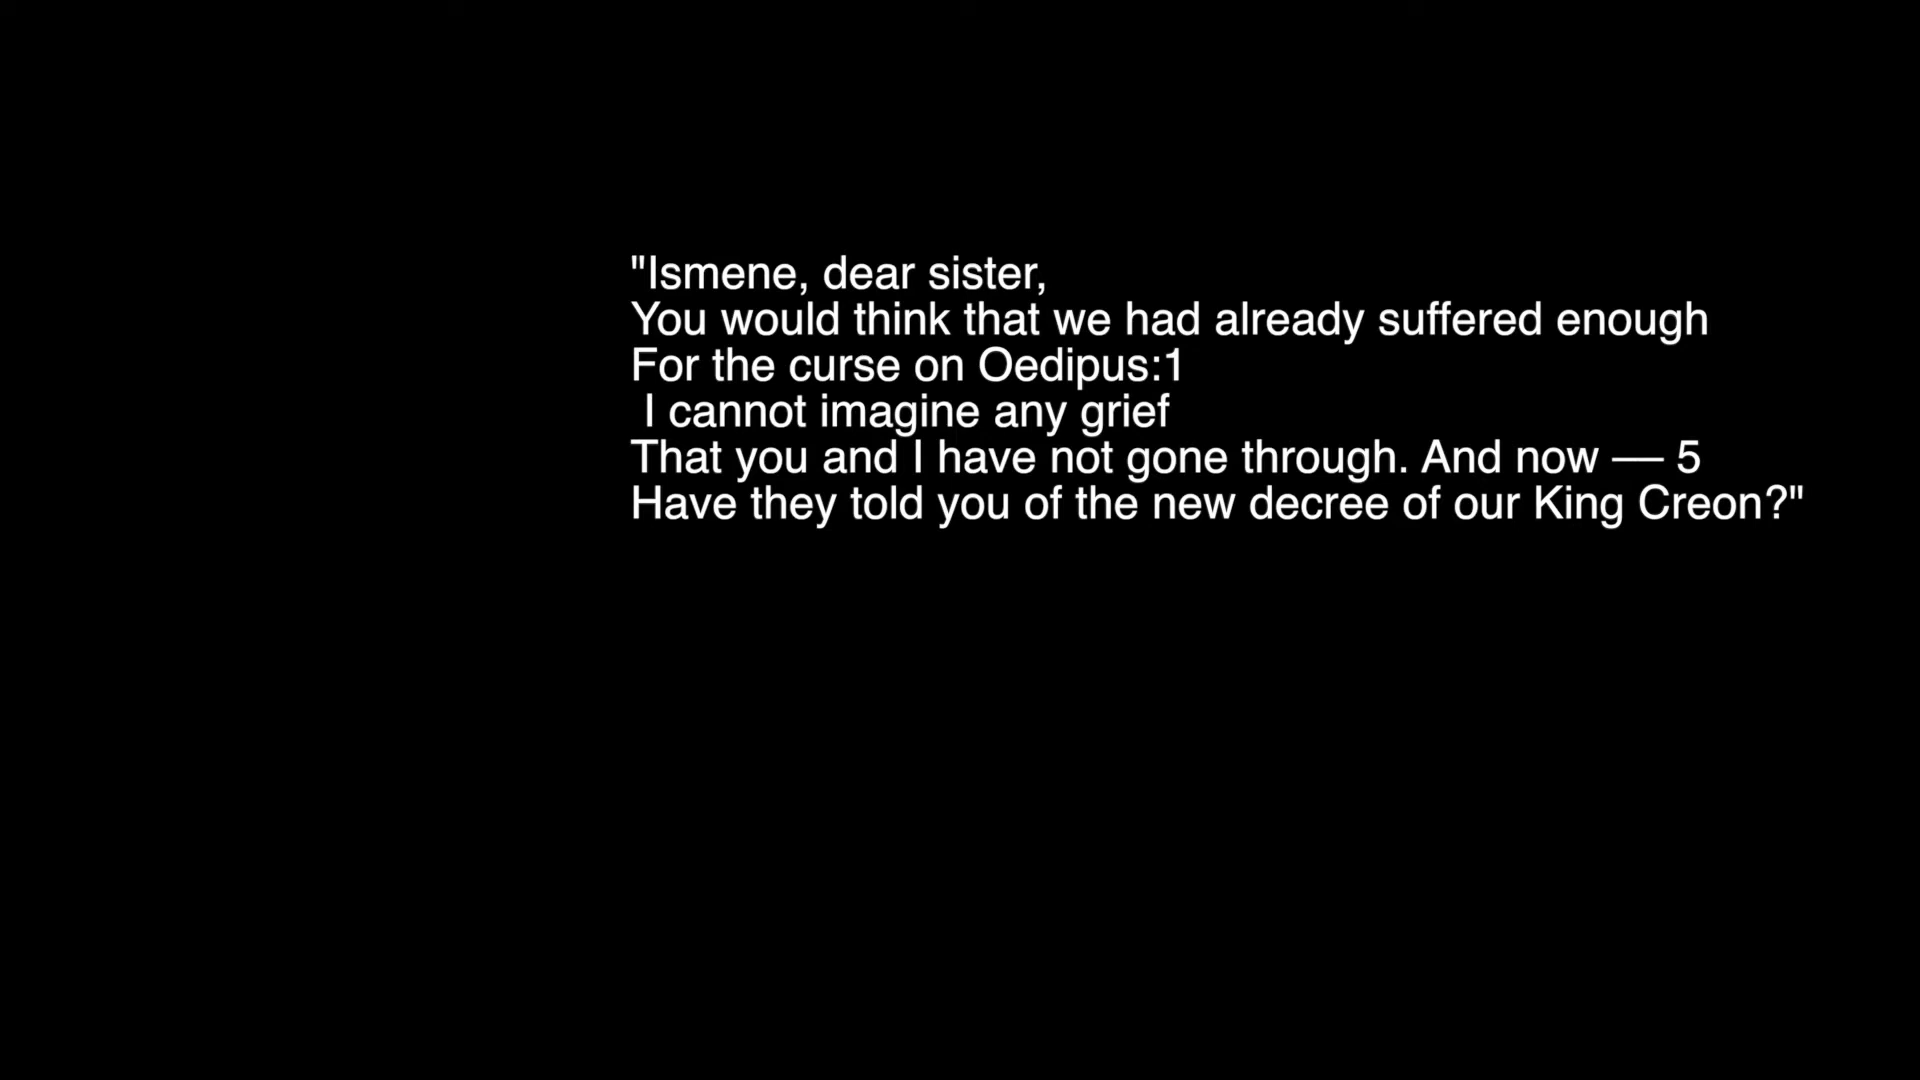 "Ismene, dear sister,
You would think that we had already suffered enough
For the curse on Oedipus:1
I cannot imagine any grief
That you and I have not gone through. And now –– 5
Have they told you of the new decree of our King Creon?"